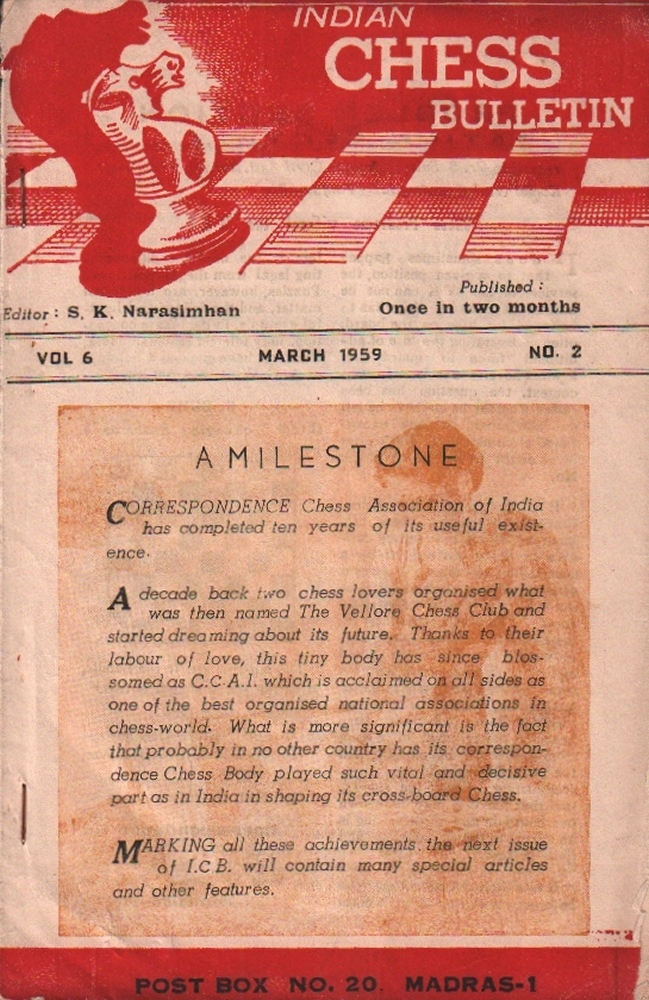 INDIAN
CHESS
BULLETIN
Published :
Editor : S. K. Narasimhan
Once in two months
VOL 6 MARCH 1959 NO. 2
A MILESTONE
CORRESPONDENCE Chess Association of India
has completed ten years of its useful exist-
ence.
A decade back two chess lovers organised what
was then named The Vellore Chess Club and
started dreaming about its future. Thanks to their
labour of love, this tiny body has since blos-
somed as C.C.A.I. which is acclaimed on all sides as
one of the best organised national associations in
chess-world. What is more significant is the fact
that probably in no other country has its correspon-
dence Chess Body played such vital and decisive
part as in India in shaping its cross-board Chess.
MARKING all these achievements, the next issue
of I.C.B. will contain many special articles
and other features.
POST BOX NO. 20. MADRAS-1